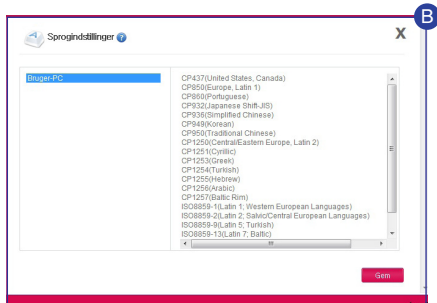 B
Sprogindstillinger ?
X
Bruger-PC
CP437(United States, Canada)
CP850(Europe, Latin 1)
CP860(Portuguese)
CP932(Japanese Shift-JIS)
CP936(Simplified Chinese)
CP949(Korean)
CP950(Traditional Chinese)
CP1250(Central/Eastern Europe, Latin 2)
CP1251(Cyrillic)
CP1253(Greek)
CP1254(Turkish)
CP1255(Hebrew)
CP1256(Arabic)
CP1257(Baltic Rim)
ISO8859-1(Latin 1; Western European Languages)
ISO8859-2(Latin 2; Salvic/Central European Languages)
ISO8859-9(Latin 5; Turkish)
ISO8859-13(Latin 7; Baltic)
Gem